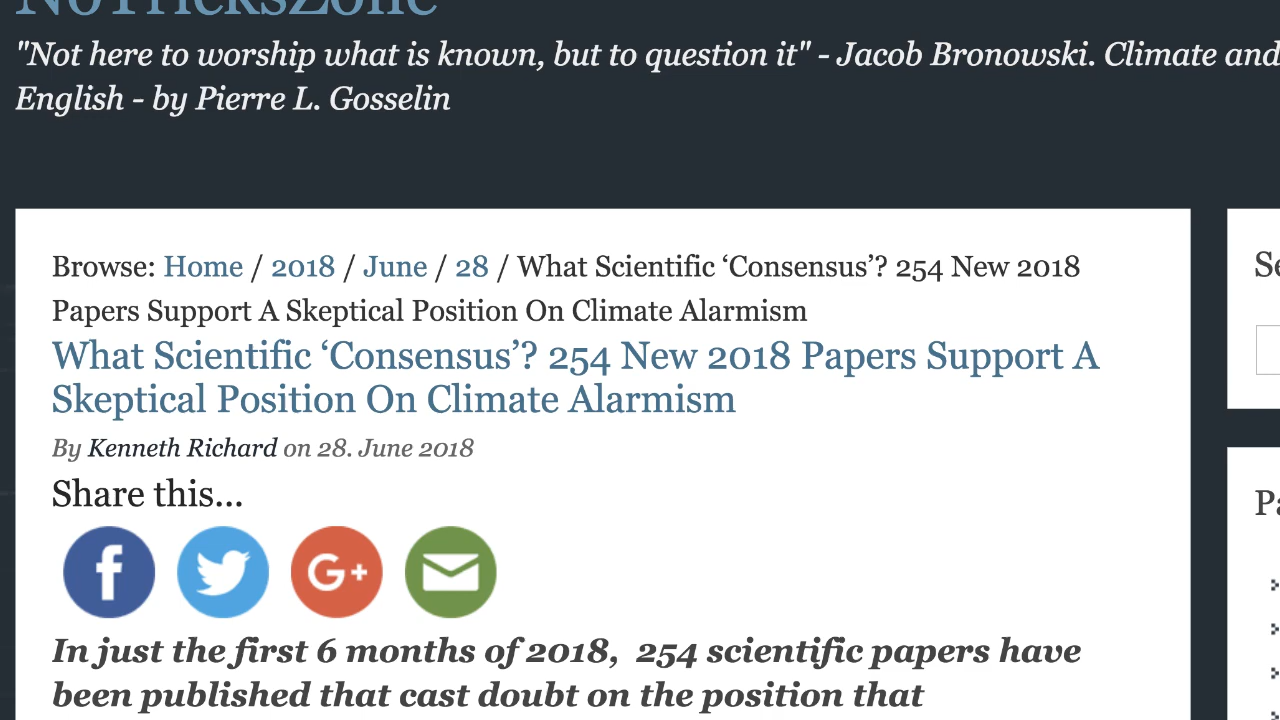 NoTricksZone
"Not here to worship what is known, but to question it" - Jacob Bronowski. Climate and
English - by Pierre L. Gosselin
Browse: Home / 2018 / June / 28 / What Scientific ‘Consensus’? 254 New 2018
Papers Support A Skeptical Position On Climate Alarmism
What Scientific ‘Consensus’? 254 New 2018 Papers Support A
Skeptical Position On Climate Alarmism
By Kenneth Richard on 28. June 2018
Share this...
G+
In just the first 6 months of 2018, 254 scientific papers have
been published that cast doubt on the position that